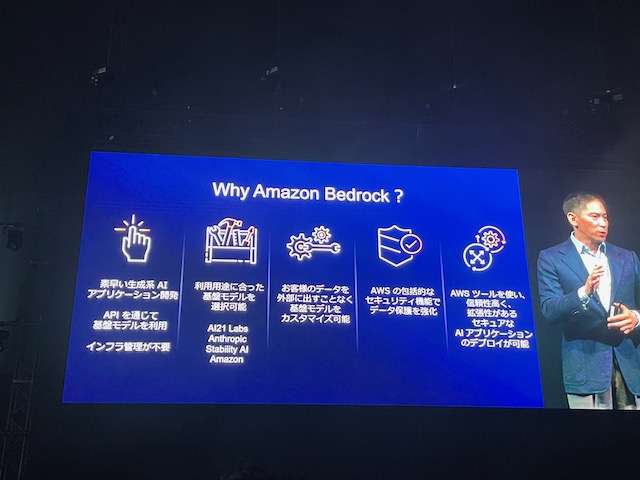 Why Amazon Bedrock ?
素早い生成系 AI
アプリケーション開発
API を通じて
基盤モデルを利用
インフラ管理が不要
利用用途に合った
基盤モデルを
選択可能
AI21 Labs
Anthropic
Stability AI
Amazon
お客様のデータを
外部に出すことなく
基盤モデルを
カスタマイズ可能
AWS の包括的な
セキュリティ機能で
データ保護を強化
AWS ツールを使い、
信頼性高く、
拡張性がある
セキュアな
AI アプリケーション
のデプロイが可能